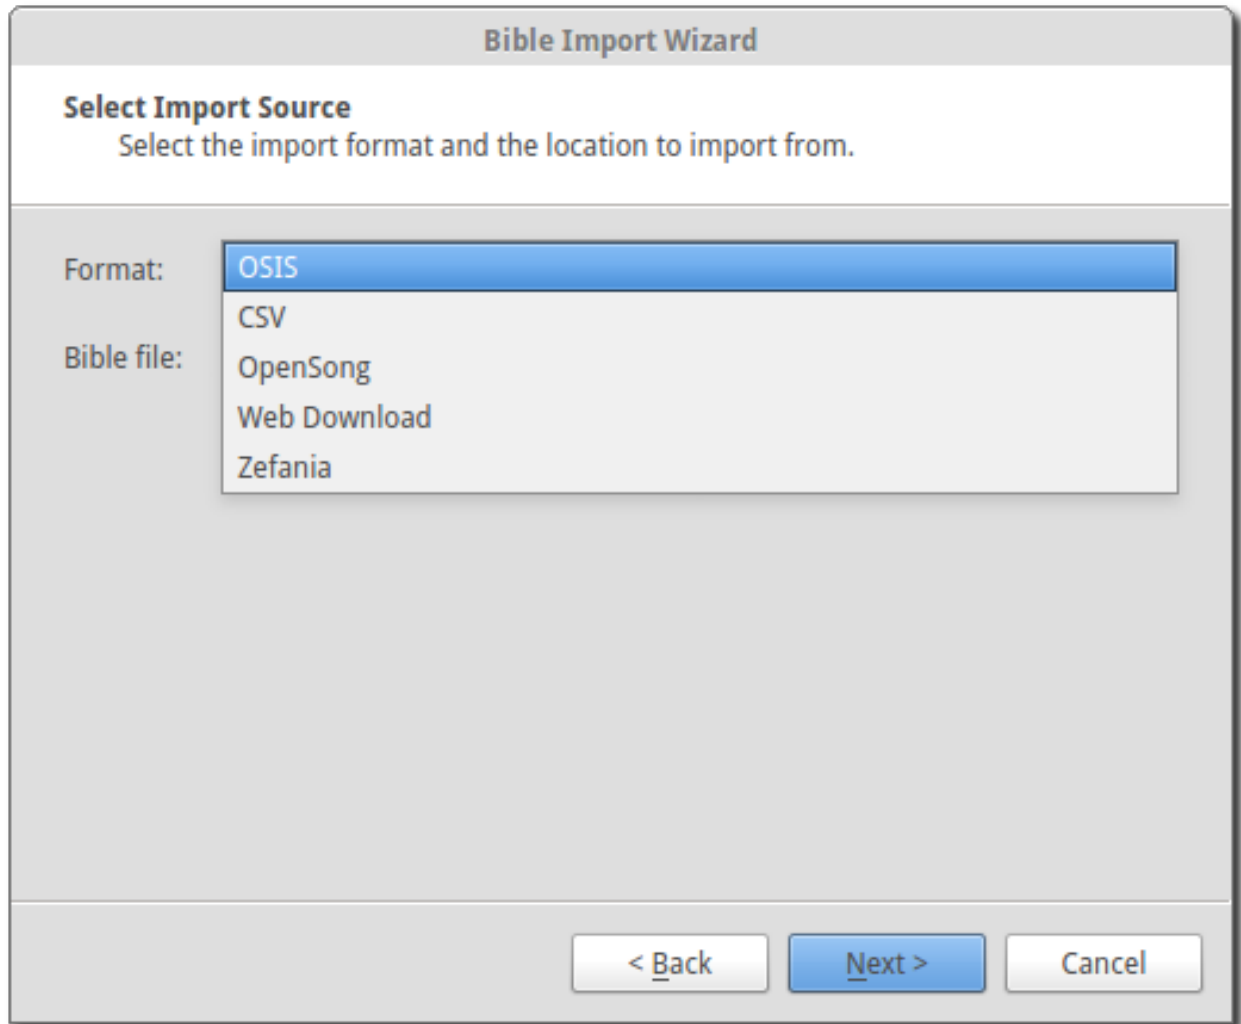 Bible Import Wizard
Select Import Source
Select the import format and the location to import from.
Format:
OSIS
CSV
Bible file:
OpenSong
Web Download
Zefania
< Back
Next >
Cancel